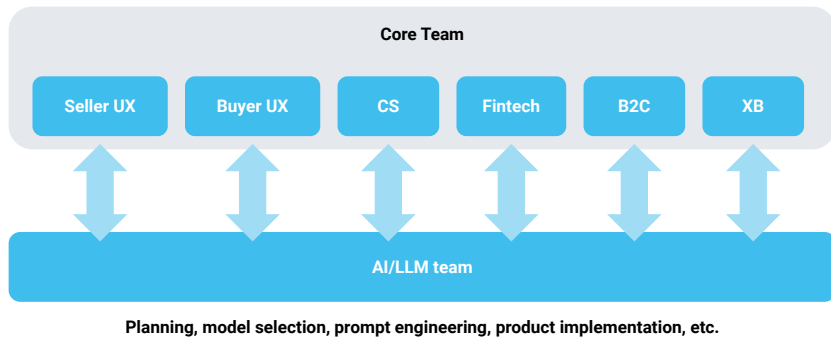 Core Team
Seller UX
Buyer UX
CS
Fintech
B2C
XB
AI/LLM team
Planning, model selection, prompt engineering, product implementation, etc.